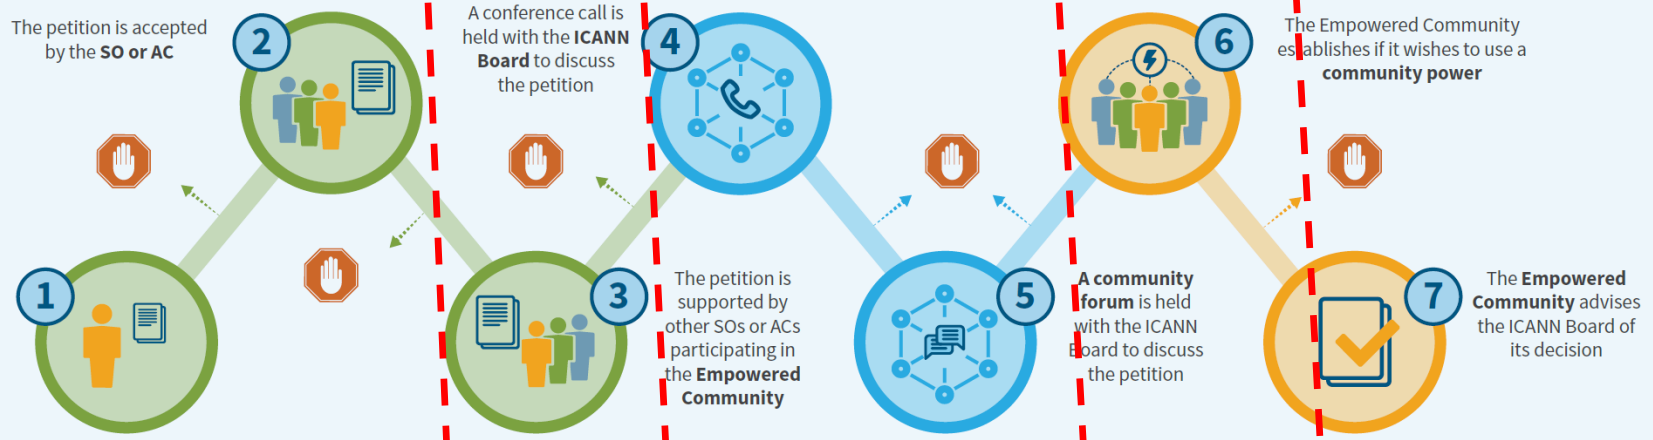 The petition is accepted
by the SO or AC
2
1
A conference call is
held with the ICANN
Board to discuss
the petition
4
3
The petition is
supported by
other SOs or ACs
participating in
the Empowered
Community
6
5
A community
forum is held
with the ICANN
Board to discuss
the petition
The Empowered Community
establishes if it wishes to use a
community power
7
The Empowered
Community advises
the ICANN Board of
its decision